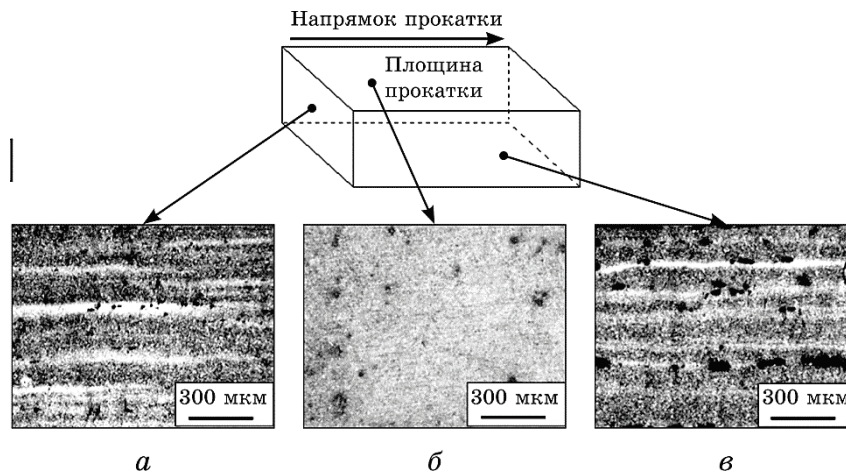 Напрямок прокатки
Площина
прокатки
300 мкм
300 мкм
300 мкм
а
б
в